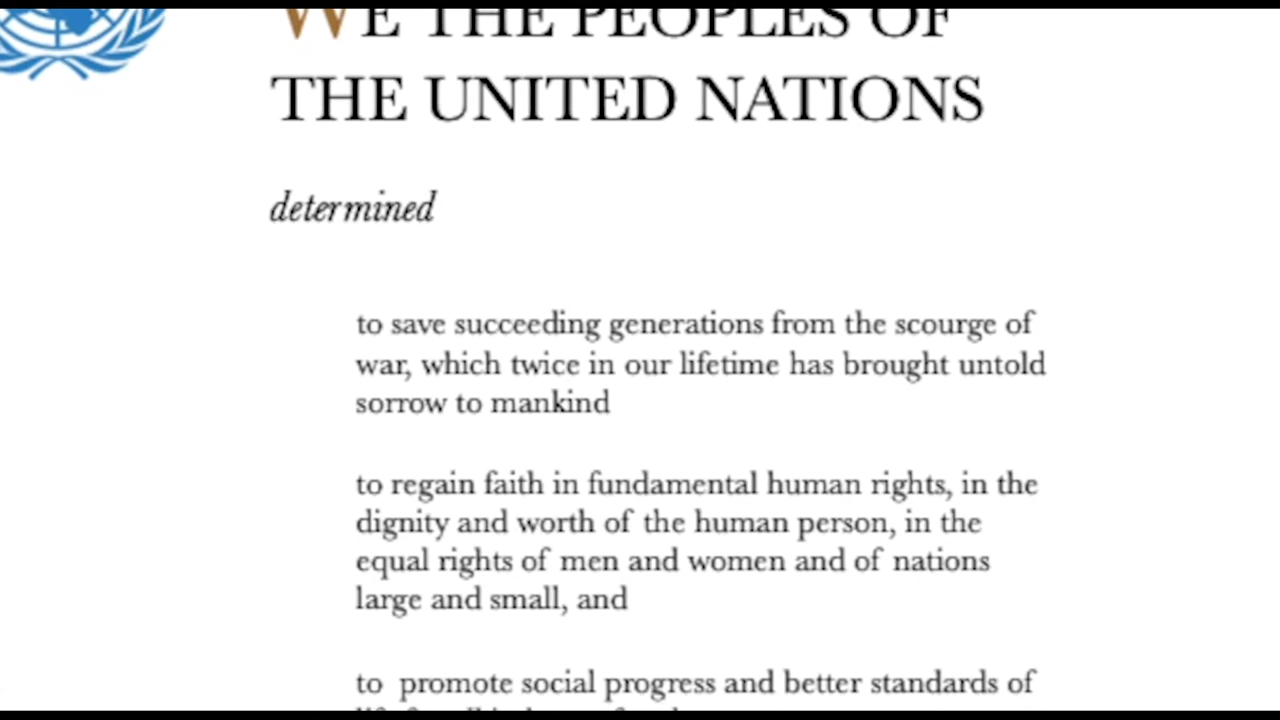 WE THE PEOPLES OF
THE UNITED NATIONS
determined
to save succeeding generations from the scourge of
war, which twice in our lifetime has brought untold
sorrow to mankind
to regain faith in fundamental human rights, in the
dignity and worth of the human person, in the
equal rights of men and women and of nations
large and small, and
to promote social progress and better standards of